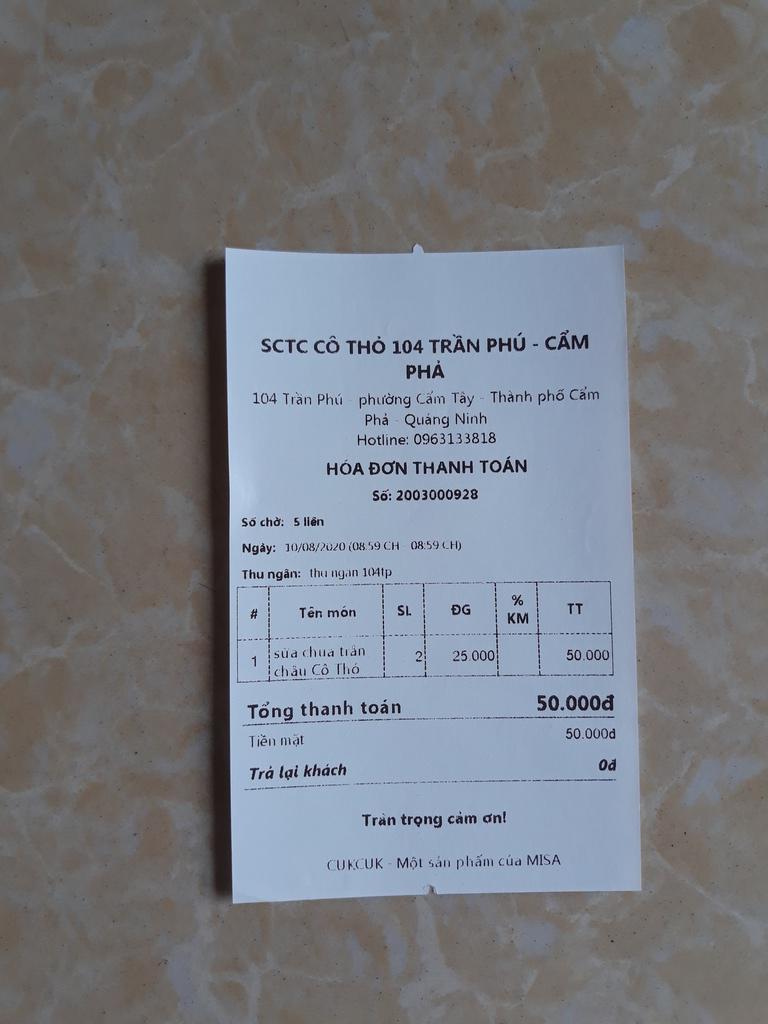 SCTC CÔ THỎ 104 TRẦN PHÚ - CẨM
PHẢ
104 Trần Phú - phường Cẩm Tây - Thành phố Cẩm
Phả - Quảng Ninh
Hotline: 0963133818
HÓA ĐƠN THANH TOÁN
Số: 2003000928
Số chờ: 5 liên
Ngày: 10/08/2020 (08:59 CH - 08:59 CH)
Thu ngân: thu ngân 104tp
# Tên món SL ĐG % KM TT
1 sữa chua trân châu Cô Thỏ 2 25.000 50.000
Tổng thanh toán 50.000đ
Tiền mặt 50.000đ
Trả lại khách 0đ
Trân trọng cảm ơn!
CUKCUK - Một sản phẩm của MISA